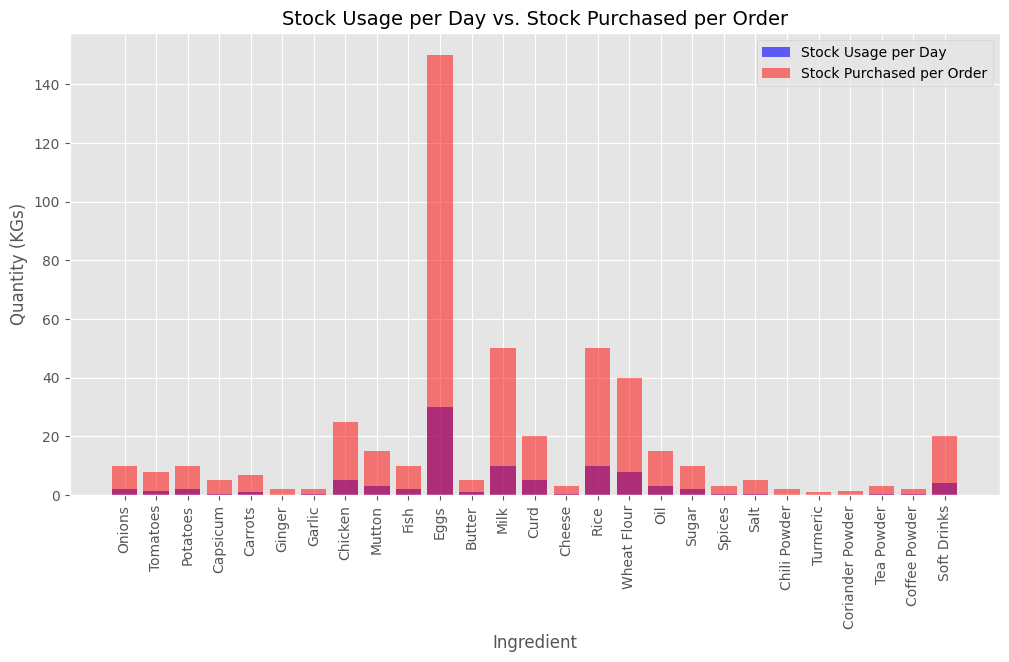 Stock Usage per Day vs. Stock Purchased per Order
Stock Usage per Day
Stock Purchased per Order
Quantity (KGs)
140
120
100
80
60
40
20
0
Onions
Tomatoes
Potatoes
Capsicum
Carrots
Ginger
Garlic
Chicken
Mutton
Fish
Eggs
Butter
Milk
Curd
Cheese
Rice
Wheat Flour
Oil
Sugar
Spices
Salt
Chili Powder
Turmeric
Coriander Powder
Tea Powder
Coffee Powder
Soft Drinks
Ingredient